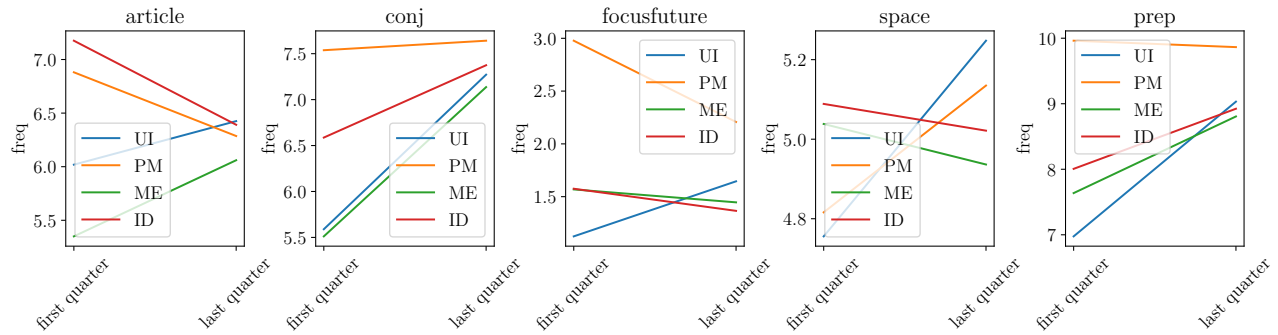 article
freq
7.0
6.5
6.0
5.5
UI
PM
ME
ID
first quarter
last quarter
conj
freq
7.5
7.0
6.5
6.0
5.5
UI
PM
ME
ID
first quarter
last quarter
focusfuture
freq
3.0
2.5
2.0
1.5
UI
PM
ME
ID
first quarter
last quarter
space
freq
5.2
5.0
4.8
UI
PM
ME
ID
first quarter
last quarter
prep
freq
10
9
8
7
UI
PM
ME
ID
first quarter
last quarter